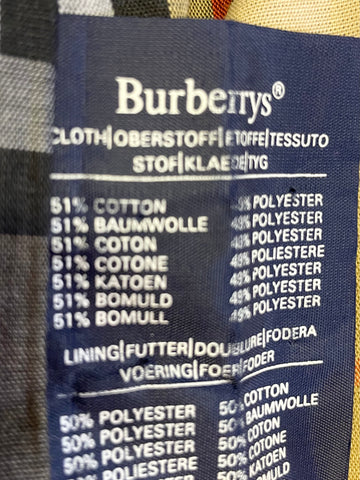 Burberrys®
CLOTH|OBERSTOFF|ETOFFE|TESSUTO
STOF|KLAEDE|TYG
51% COTTON 49% POLYESTER
51% BAUMWOLLE 49% POLYESTER
51% COTON 49% POLYESTER
51% COTONE 49% POLIESTERE
51% KATOEN 49% POLYESTER
51% BOMULD 49% POLYESTER
51% BOMULL 49% POLYESTER
LINING|FUTTER|DOUBLURE|FODERA
VOERING|FOER|FODER
50% POLYESTER 50% COTTON
50% POLYESTER 50% BAUMWOLLE
50% POLYESTER 50% COTON
50% POLIESTERE 50% COTONE
50% KATOEN
BOMULD